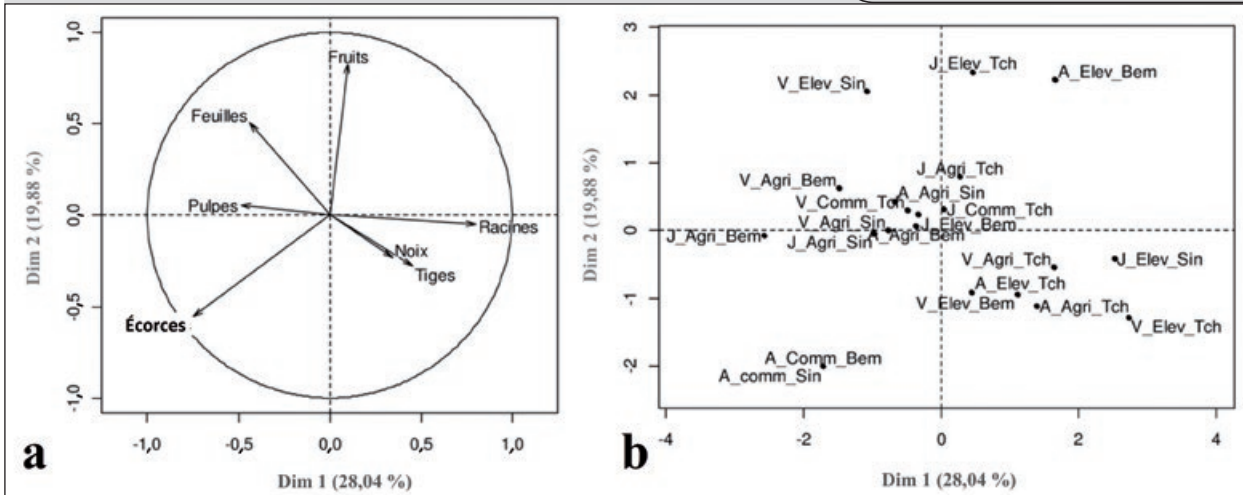 1,0
0,5
0,0
-0,5
-1,0
Dim 2 (19,88 %)
Fruits
Feuilles
Pulpes
Racines
Noix
Tiges
Écorces
-1,0 -0,5 0,0 0,5 1,0
Dim 1 (28,04 %)
a
3
2
1
0
-1
-2
Dim 2 (19,88 %)
J_Elev_Tch
V_Elev_Sin
A_Elev_Bem
J_Agri_Tch
V_Agri_Bem
A_Agri_Sin
V_Comm_Tch
J_Comm_Tch
V_Agri_Sin
J_Elev_Bem
J_Agri_Bem
J_Agri_Sin
_Agri_Bem
V_Agri_Tch
J_Elev_Sin
A_Elev_Tch
V_Elev_Bem
A_Agri_Tch
V_Elev_Tch
A_Comm_Bem
A_comm_Sin
-4 -2 0 2 4
Dim 1 (28,04 %)
b